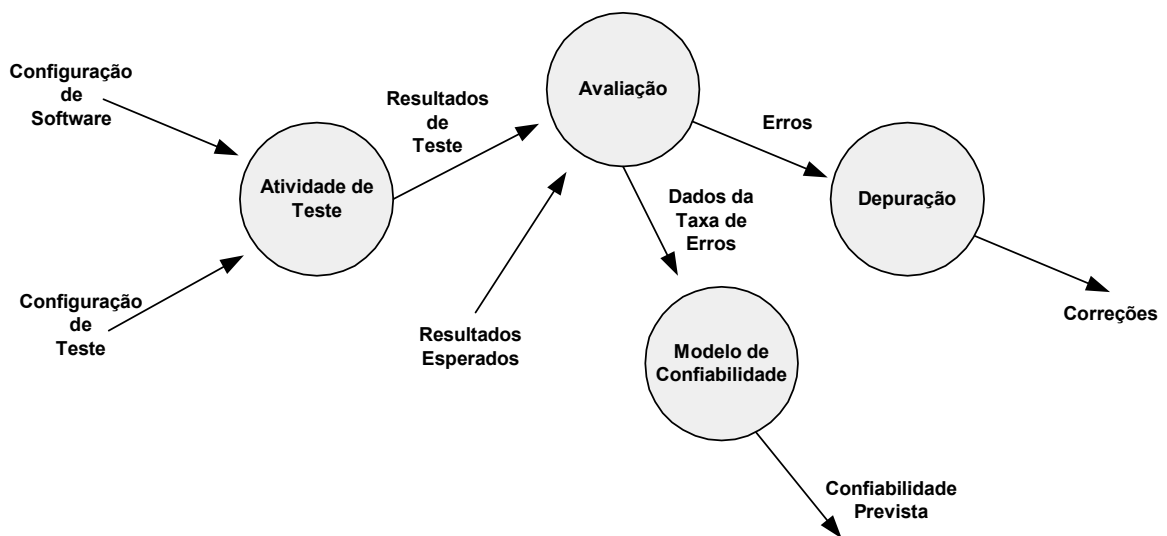 Configuração
de
Software
Atividade de
Teste
Configuração
de
Teste
Resultados
de
Teste
Avaliação
Resultados
Esperados
Erros
Dados da
Taxa de
Erros
Depuração
Correções
Modelo de
Confiabilidade
Confiabilidade
Prevista